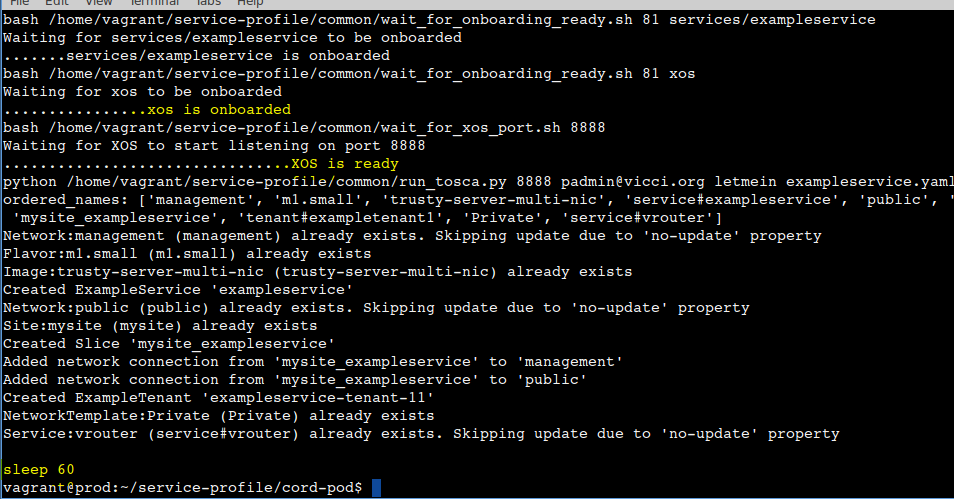 File Edit View Terminal Tabs Help
bash /home/vagrant/service-profile/common/wait_for_onboarding_ready.sh 81 services/exampleservice
Waiting for services/exampleservice to be onboarded
.......services/exampleservice is onboarded
bash /home/vagrant/service-profile/common/wait_for_onboarding_ready.sh 81 xos
Waiting for xos to be onboarded
................xos is onboarded
bash /home/vagrant/service-profile/common/wait_for_xos_port.sh 8888
Waiting for XOS to start listening on port 8888
................................XOS is ready
python /home/vagrant/service-profile/common/run_tosca.py 8888 padmin@vicci.org letmein exampleservice.yaml
ordered_names: ['management', 'm1.small', 'trusty-server-multi-nic', 'service#exampleservice', 'public', '
'mysite_exampleservice', 'tenant#exampletenant1', 'Private', 'service#vrouter']
Network:management (management) already exists. Skipping update due to 'no-update' property
Flavor:m1.small (m1.small) already exists
Image:trusty-server-multi-nic (trusty-server-multi-nic) already exists
Created ExampleService 'exampleservice'
Network:public (public) already exists. Skipping update due to 'no-update' property
Site:mysite (mysite) already exists
Created Slice 'mysite_exampleservice'
Added network connection from 'mysite_exampleservice' to 'management'
Added network connection from 'mysite_exampleservice' to 'public'
Created ExampleTenant 'exampleservice-tenant-11'
NetworkTemplate:Private (Private) already exists
Service:vrouter (service#vrouter) already exists. Skipping update due to 'no-update' property
sleep 60
vagrant@prod:~/service-profile/cord-pod$